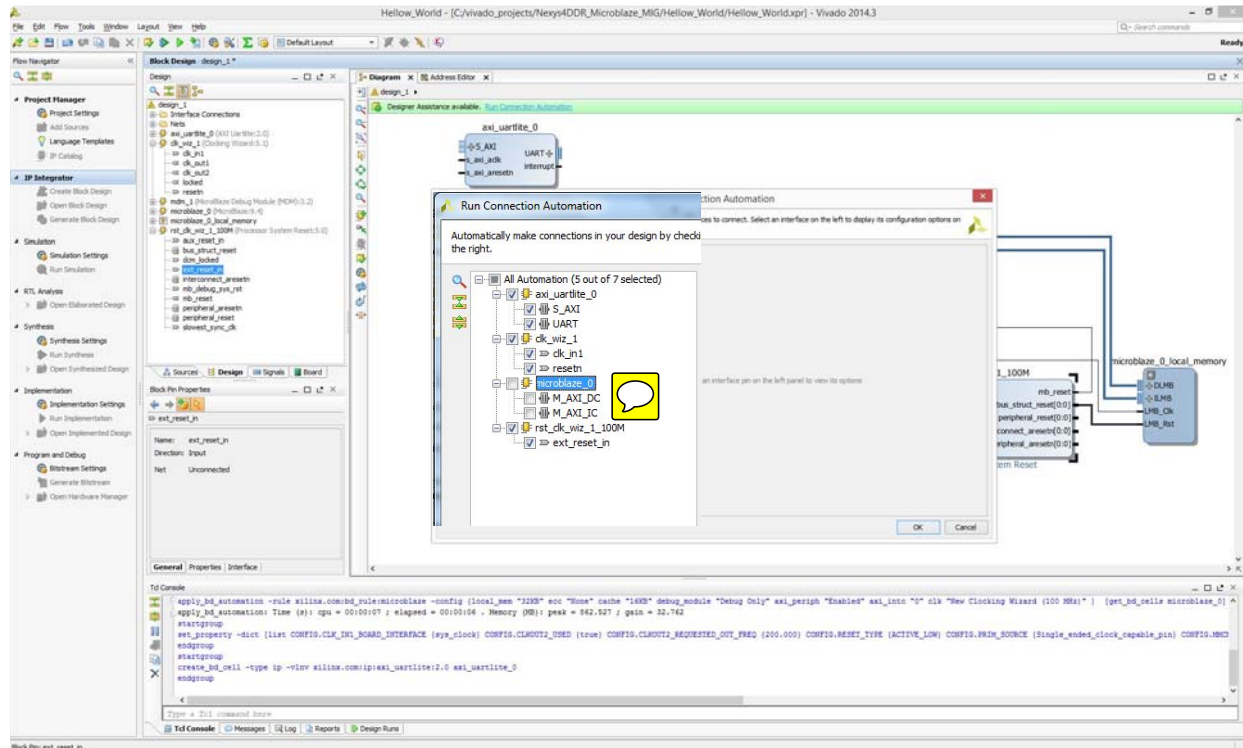 Hellow_World - [C:/vivado_projects/Nexys4DDR_Microblaze_MIG/Hellow_World/Hellow_World.xpr] - Vivado 2014.3
File Edit Flow Tools Window Layout View Help
Q- Search commands
Default Layout
Ready
Flow Navigator
Project Manager
Project Settings
Add Sources
Language Templates
IP Catalog
IP Integrator
Create Block Design
Open Block Design
Generate Block Design
Simulation
Simulation Settings
Run Simulation
RTL Analysis
Open Elaborated Design
Synthesis
Synthesis Settings
Run Synthesis
Open Synthesized Design
Implementation
Implementation Settings
Run Implementation
Open Implemented Design
Program and Debug
Bitstream Settings
Generate Bitstream
Open Hardware Manager
Block Design design_1 *
Design
design_1
Interface Connections
Nets
axi_uartlite_0 (AXI Uartlite:2.0)
clk_wiz_1 (Clocking Wizard:5.1)
clk_in1
clk_out1
clk_out2
locked
resetn
mdm_1 (MicroBlaze Debug Module (MDM):3.2)
microblaze_0 (MicroBlaze:9.4)
microblaze_0_local_memory
rst_clk_wiz_1_100M (Processor System Reset:5.0)
aux_reset_in
bus_struct_reset
dcm_locked
ext_reset_in
interconnect_aresetn
mb_debug_sys_rst
mb_reset
peripheral_aresetn
peripheral_reset
slowest_sync_clk
Sources Design Signals Board
Block Pin Properties
ext_reset_in
Name: ext_reset_in
Direction: Input
Net Unconnected
General Properties Interface
Diagram Address Editor
design_1
Designer Assistance available. Run Connection Automation
axi_uartlite_0
S_AXI
s_axi_aclk
s_axi_aresetn
UART
interrupt
Run Connection Automation
Automatically make connections in your design by checki
the right.
All Automation (5 out of 7 selected)
axi_uartlite_0
S_AXI
UART
clk_wiz_1
clk_in1
resetn
microblaze_0
M_AXI_DC
M_AXI_IC
rst_clk_wiz_1_100M
ext_reset_in
ction Automation
ces to connect. Select an interface on the left to display its configuration options on
an interface pin on the left panel to view its options
OK Cancel
1_100M
mb_reset
bus_struct_reset[0:0]
peripheral_reset[0:0]
connect_aresetn[0:0]
ripheral_aresetn[0:0]
tem Reset
microblaze_0_local_memory
DLMB
ILMB
LMB_Clk
LMB_Rst
Tcl Console
apply_bd_automation -rule xilinx.com:bd_rule:microblaze -config {local_mem "32KB" ecc "None" cache "16KB" debug_module "Debug Only" axi_periph "Enabled" axi_intc "0" clk "New Clocking Wizard (100 MHz)" } [get_bd_cells microblaze_0]
apply_bd_automation: Time (s): cpu = 00:00:07 ; elapsed = 00:00:06 . Memory (MB): peak = 862.527 ; gain = 32.762
startgroup
set_property -dict [list CONFIG.CLK_IN1_BOARD_INTERFACE {sys_clock} CONFIG.CLKOUT2_USED {true} CONFIG.CLKOUT2_REQUESTED_OUT_FREQ {200.000} CONFIG.RESET_TYPE {ACTIVE_LOW} CONFIG.PRIM_SOURCE {Single_ended_clock_capable_pin} CONFIG.MMCM
endgroup
startgroup
create_bd_cell -type ip -vlnv xilinx.com:ip:axi_uartlite:2.0 axi_uartlite_0
endgroup
Type a Tcl command here
Tcl Console Messages Log Reports Design Runs
Block Pin: ext_reset_in